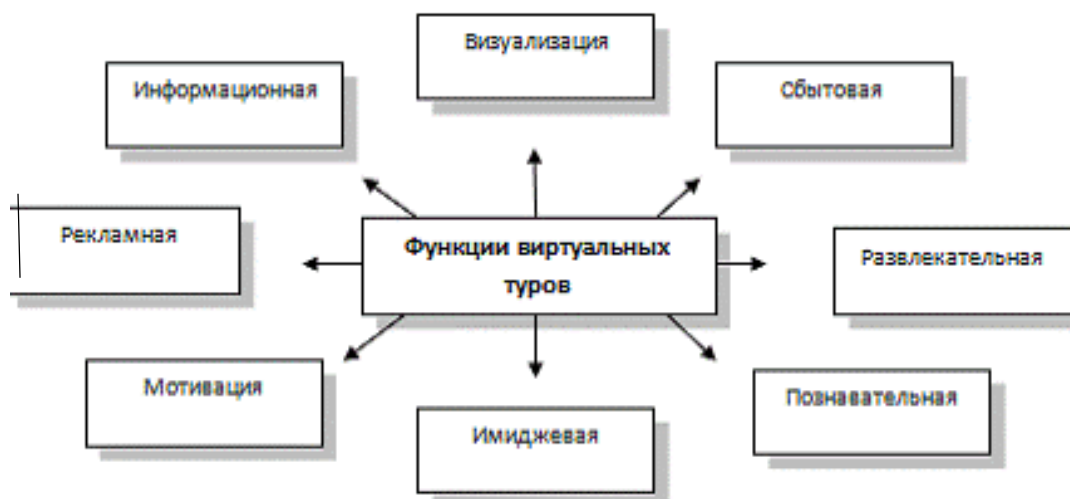 Визуализация
Информационная
Сбытовая
Рекламная
Функции виртуальных
туров
Развлекательная
Мотивация
Познавательная
Имиджевая